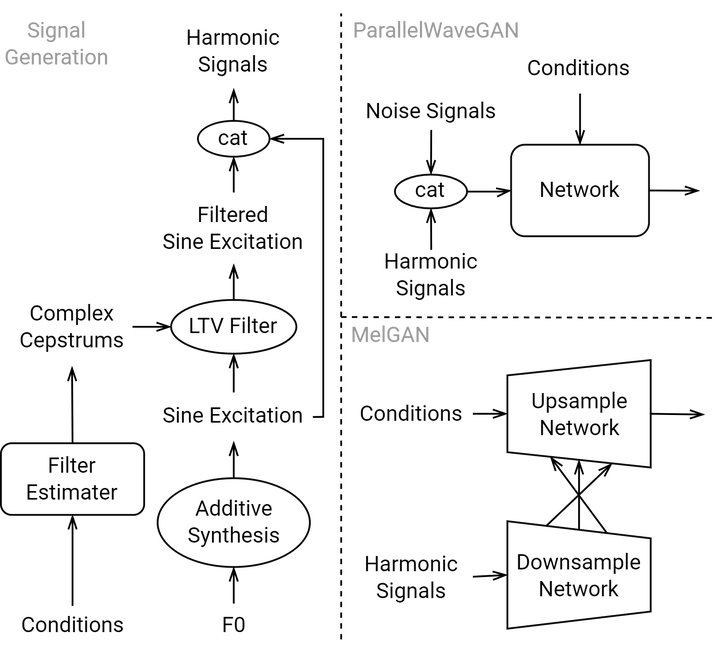 Signal
Generation
Harmonic
Signals
cat
Filtered
Sine Excitation
Complex
Cepstrums
LTV Filter
Sine Excitation
Filter
Estimater
Additive
Synthesis
Conditions
F0
ParallelWaveGAN
Conditions
Noise Signals
cat
Network
Harmonic
Signals
MelGAN
Conditions
Upsample
Network
Harmonic
Signals
Downsample
Network